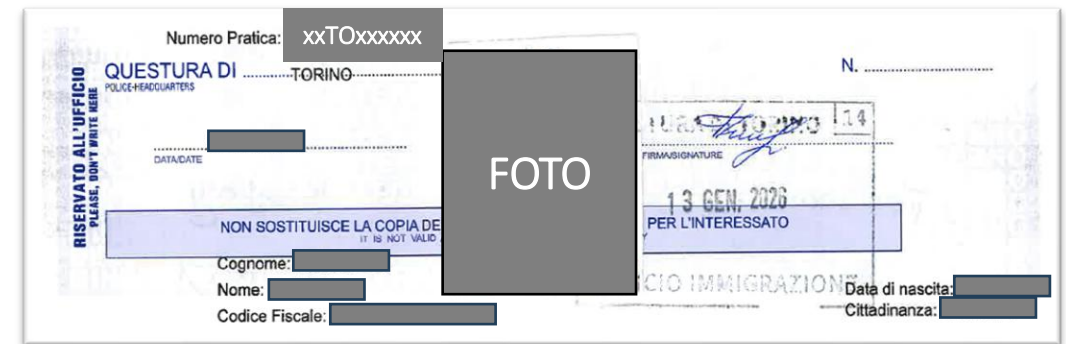 Numero Pratica: xxTOxxxxxx
RISERVATO ALL'UFFICIO
PLEASE, DON'T WRITE HERE
QUESTURA DI TORINO
POLICE-HEADQUARTERS
N.
14
DATA/DATE
FOTO
FIRMA/SIGNATURE
13 GEN. 2026
NON SOSTITUISCE LA COPIA DE PER L'INTERESSATO
IT IS NOT VALID
CIO IMMIGRAZIONE
Cognome:
Nome:
Codice Fiscale:
Data di nascita:
Cittadinanza: